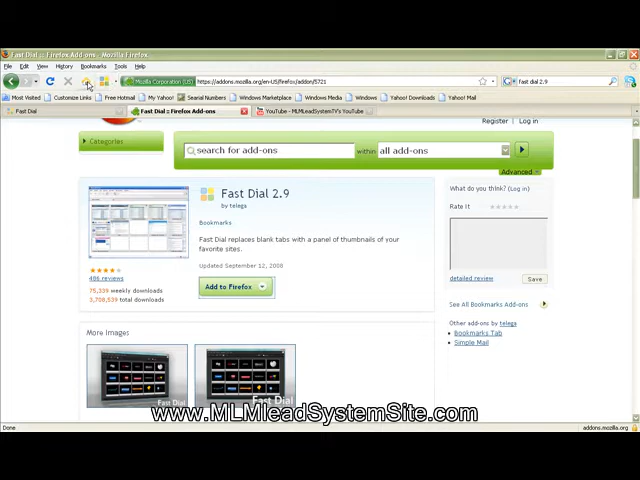 Fast Dial :: Firefox Add-ons - Mozilla Firefox
File Edit View History Bookmarks Tools Help
Mozilla Corporation (US) https://addons.mozilla.org/en-US/firefox/addon/5721 fast dial 2.9
Most Visited Customize Links Free Hotmail My Yahoo! Searial Numbers Windows Marketplace Windows Media Windows Yahoo! Downloads Yahoo! Mail
Fast Dial Fast Dial :: Firefox Add-ons YouTube - MLMLeadSystemTV's YouTube
Register Log in
Categories
search for add-ons within all add-ons
Advanced
Fast Dial 2.9
by telega
Bookmarks
Fast Dial replaces blank tabs with a panel of thumbnails of your
favorite sites.
Updated September 12, 2008
Add to Firefox
486 reviews
75,339 weekly downloads
3,708,539 total downloads
What do you think? (Log in)
Rate It
detailed review Save
See All Bookmarks Add-ons
Other add-ons by telega
Bookmarks Tab
Simple Mail
More Images
Fast Dial
Fast Dial
www.MLMleadSystemSite.com
Done addons.mozilla.org